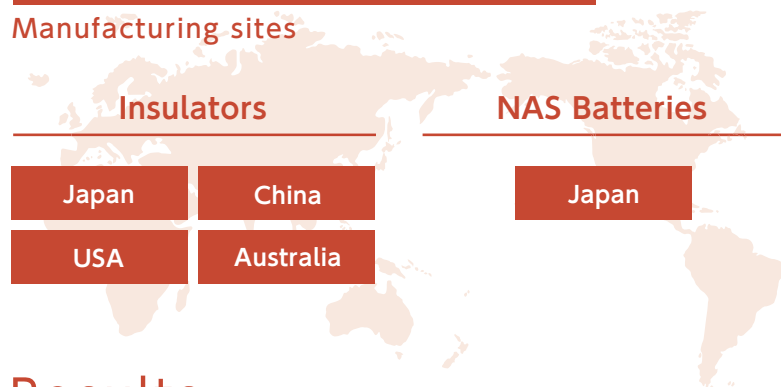 Manufacturing sites
Insulators
NAS Batteries
Japan
China
Japan
USA
Australia